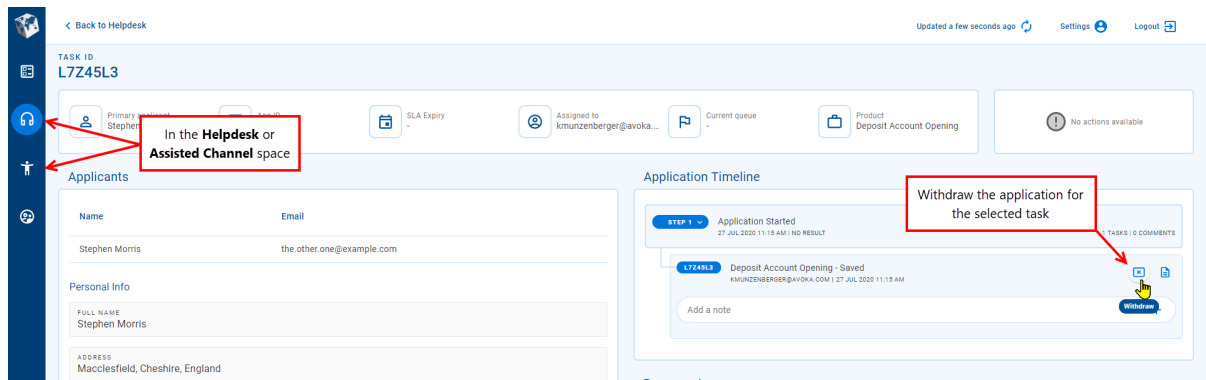 Back to Helpdesk
Updated a few seconds ago
Settings
Logout
TASK ID
L7Z45L3
Primary applicant
Stephen
In the Helpdesk or
Assisted Channel space
App ID
SLA Expiry
-
Assigned to
kmunzenberger@avoka....
Current queue
-
Product
Deposit Account Opening
No actions available
Applicants
Name Email
Stephen Morris the.other.one@example.com
Personal Info
FULL NAME
Stephen Morris
ADDRESS
Macclesfield, Cheshire, England
Application Timeline
Withdraw the application for
the selected task
STEP 1 Application Started
27 JUL 2020 11:15 AM | NO RESULT
1 TASKS | 0 COMMENTS
L7Z45L3 Deposit Account Opening - Saved
KMUNZENBERGER@AVOKA.COM | 27 JUL 2020 11:15 AM
Add a note
Withdraw